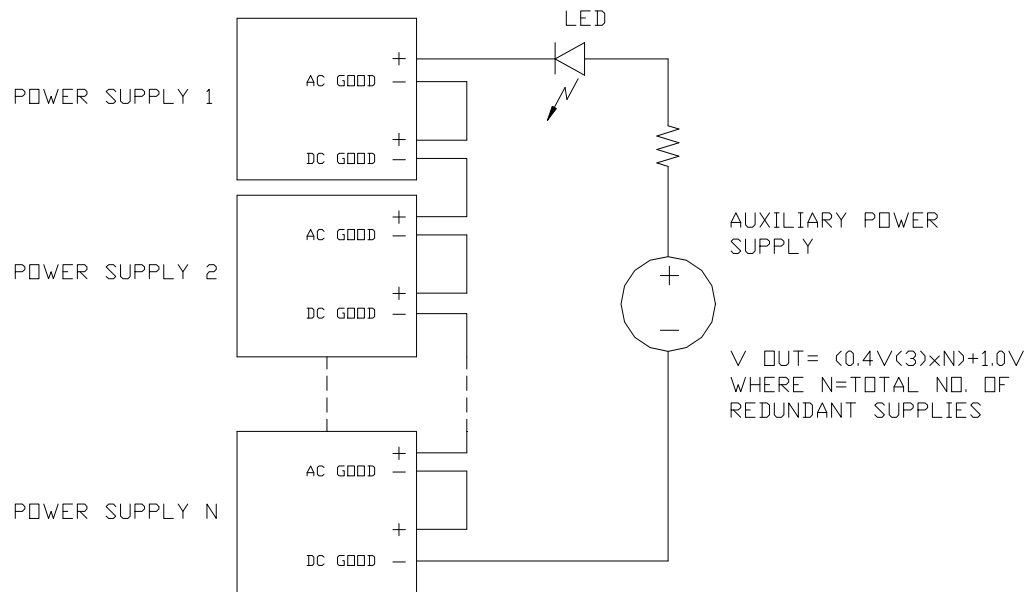 LED
POWER SUPPLY 1
+
AC GOOD −
+
DC GOOD −
POWER SUPPLY 2
+
AC GOOD −
+
DC GOOD −
AUXILIARY POWER
SUPPLY
+
−
V OUT= (0.4V(3)xN)+1.0V
WHERE N=TOTAL NO. OF
REDUNDANT SUPPLIES
POWER SUPPLY N
+
AC GOOD −
+
DC GOOD −